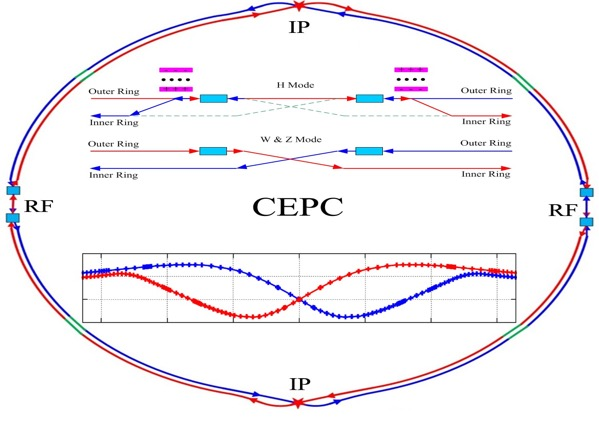 IP
Outer Ring H Mode Outer Ring
Inner Ring Inner Ring
Outer Ring W & Z Mode Outer Ring
Inner Ring Inner Ring
RF CEPC RF
IP